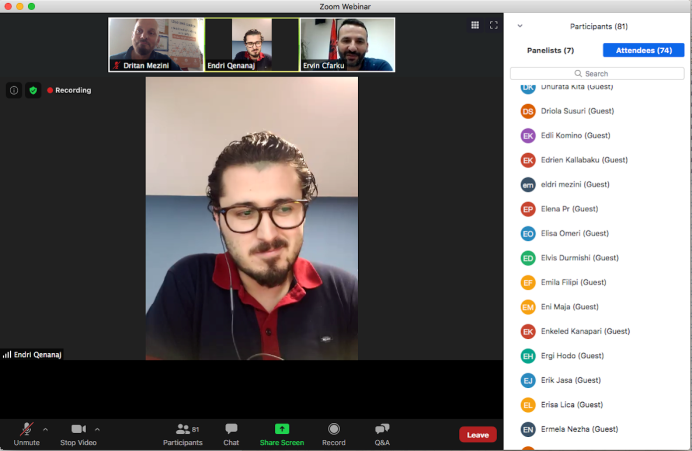 Zoom Webinar
Dritan Mezini
Endri Qenanaj
Ervin Cfarku
Recording
Endri Qenanaj
Participants (81)
Panelists (7)
Attendees (74)
Search
DK Dhurata Kita (Guest)
DS Driola Susuri (Guest)
EK Edli Komino (Guest)
EK Edrien Kallabaku (Guest)
em eldri mezini (Guest)
EP Elena Pr (Guest)
EO Elisa Omeri (Guest)
ED Elvis Durmishi (Guest)
EF Emila Filipi (Guest)
EM Eni Maja (Guest)
EK Enkeled Kanapari (Guest)
EH Ergi Hodo (Guest)
EJ Erik Jasa (Guest)
EL Erisa Lica (Guest)
EN Ermela Nezha (Guest)
81
Unmute
Stop Video
Participants
Chat
Share Screen
Record
Q&A
Leave